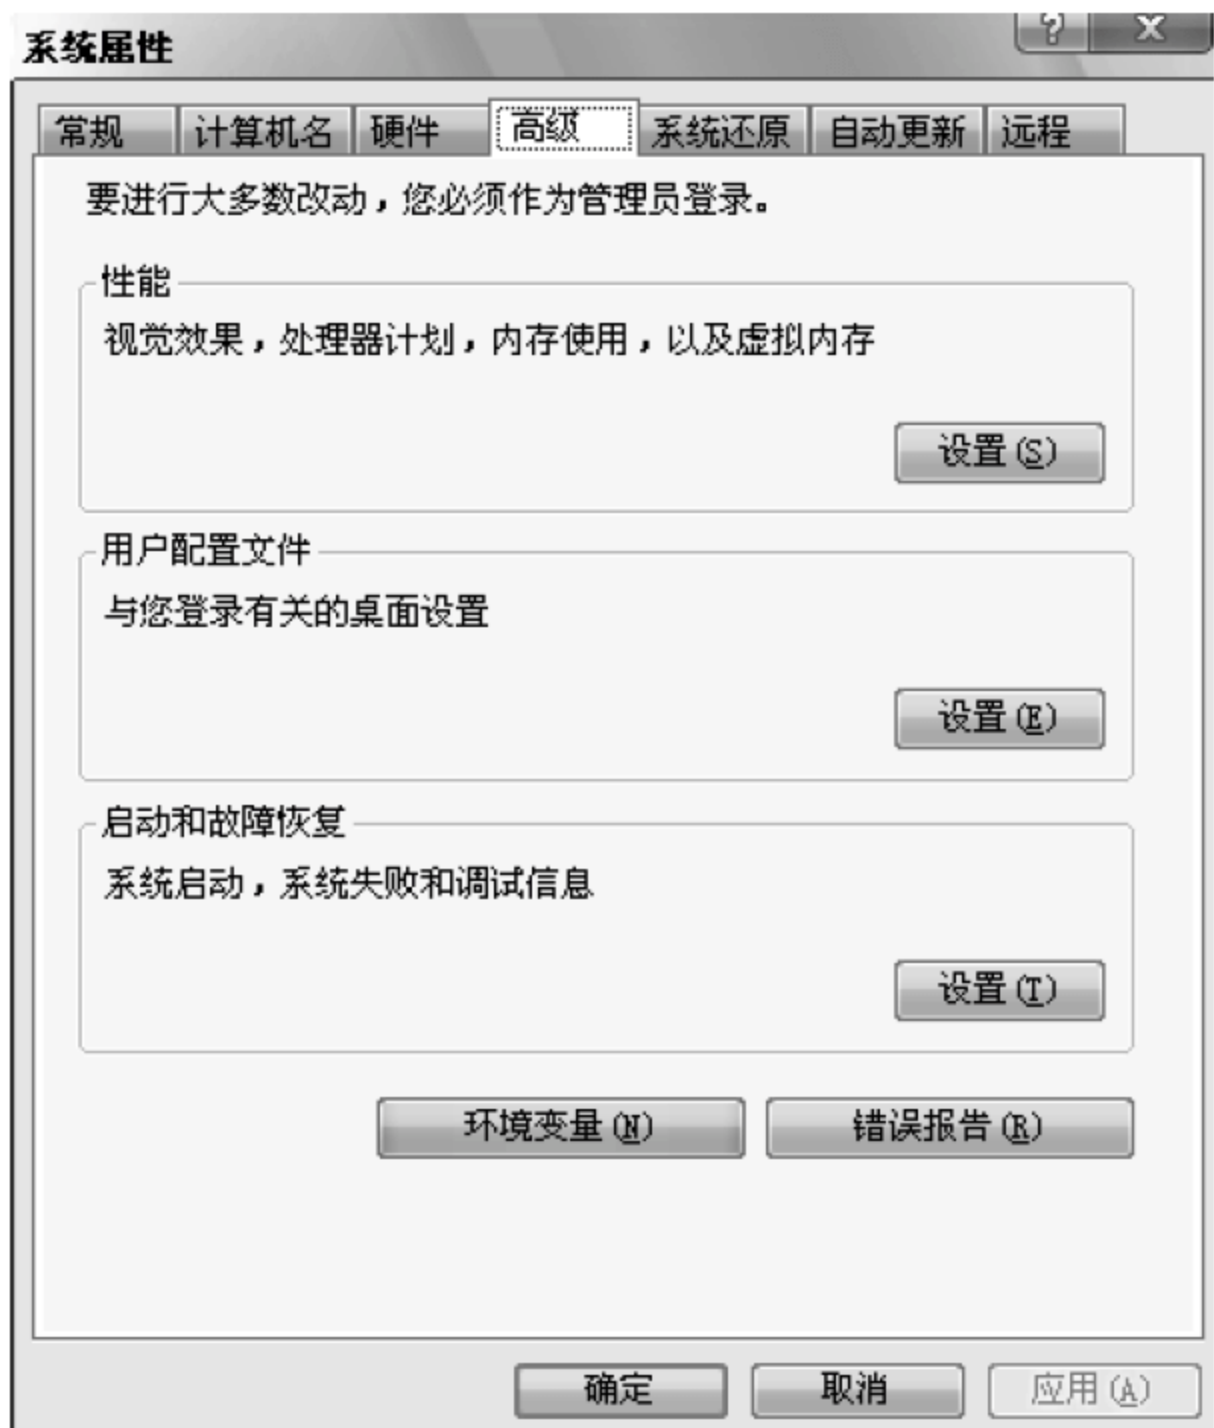 系统属性
? X
常规 计算机名 硬件 高级 系统还原 自动更新 远程
要进行大多数改动，您必须作为管理员登录。
性能
视觉效果，处理器计划，内存使用，以及虚拟内存
设置(S)
用户配置文件
与您登录有关的桌面设置
设置(E)
启动和故障恢复
系统启动，系统失败和调试信息
设置(T)
环境变量(N) 错误报告(R)
确定 取消 应用(A)